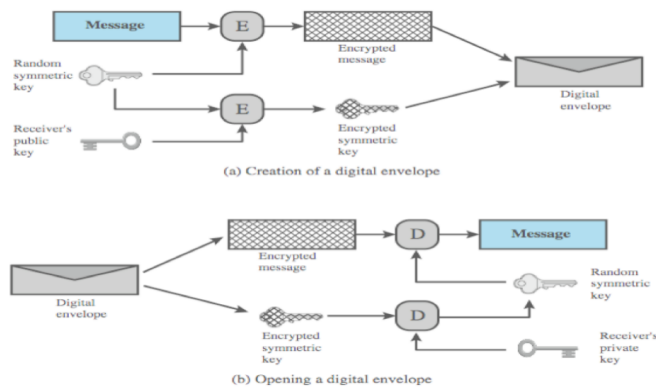 Message
E
Encrypted
message
Random
symmetric
key
Digital
envelope
E
Receiver's
public
key
Encrypted
symmetric
key
(a) Creation of a digital envelope
D
Message
Encrypted
message
Random
symmetric
key
Digital
envelope
D
Encrypted
symmetric
key
Receiver's
private
key
(b) Opening a digital envelope